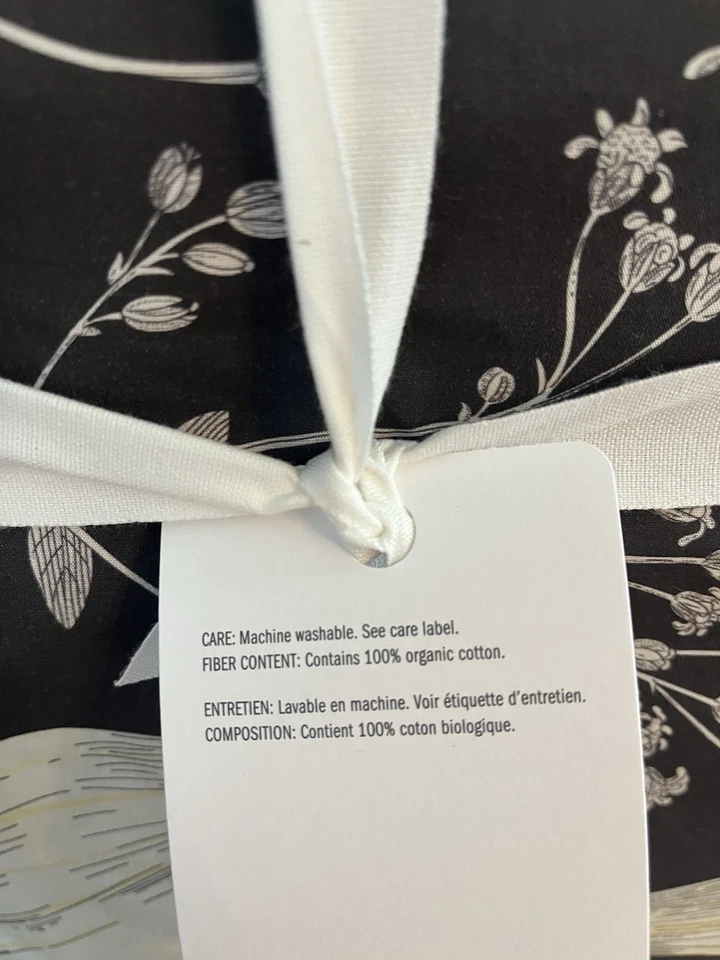 CARE: Machine washable. See care label.
FIBER CONTENT: Contains 100% organic cotton.
ENTRETIEN: Lavable en machine. Voir étiquette d'entretien.
COMPOSITION: Contient 100% coton biologique.